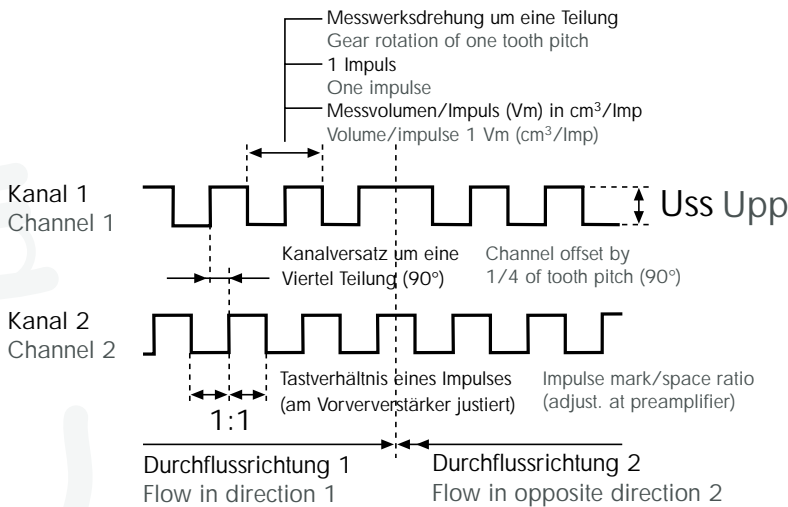 Messwerksdrehung um eine Teilung
Gear rotation of one tooth pitch
1 Impuls
One impulse
Messvolumen/Impuls (Vm) in cm³/Imp
Volume/impulse 1 Vm (cm³/Imp)
Kanal 1
Channel 1
Uss Upp
Kanalversatz um eine Channel offset by
Viertel Teilung (90°) 1/4 of tooth pitch (90°)
Kanal 2
Channel 2
Tastverhältnis eines Impulses Impulse mark/space ratio
(am Vorververstärker justiert) (adjust. at preamplifier)
1:1
Durchflussrichtung 1 Durchflussrichtung 2
Flow in direction 1 Flow in opposite direction 2